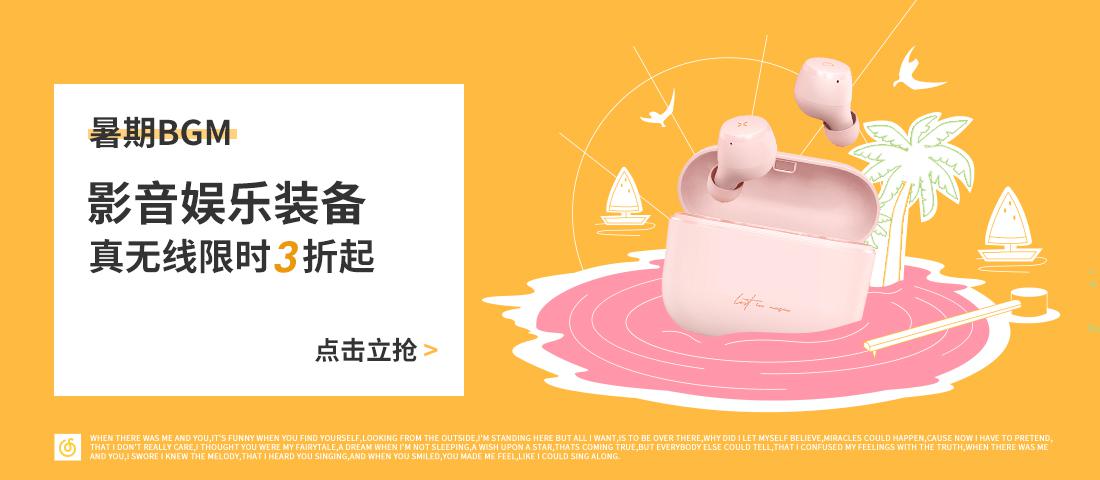 暑期BGM
影音娱乐装备
真无线限时3折起
点击立抢 >
WHEN THERE WAS ME AND YOU,IT'S FUNNY WHEN YOU FIND YOURSELF,LOOKING FROM THE OUTSIDE,I'M STANDING HERE BUT ALL I WANT,IS TO BE OVER THERE,WHY DID I LET MYSELF BELIEVE,MIRACLES COULD HAPPEN,CAUSE NOW I HAVE TO PRETEND,
THAT I DON'T REALLY CARE,I THOUGHT YOU WERE MY FAIRYTALE,A DREAM WHEN I'M NOT SLEEPING,A WISH UPON A STAR,THATS COMING TRUE,BUT EVERYBODY ELSE COULD TELL,THAT I CONFUSED MY FEELINGS WITH THE TRUTH,WHEN THERE WAS ME
AND YOU,I SWORE I KNEW THE MELODY,THAT I HEARD YOU SINGING,AND WHEN YOU SMILED,YOU MADE ME FEEL,LIKE I COULD SING ALONG.